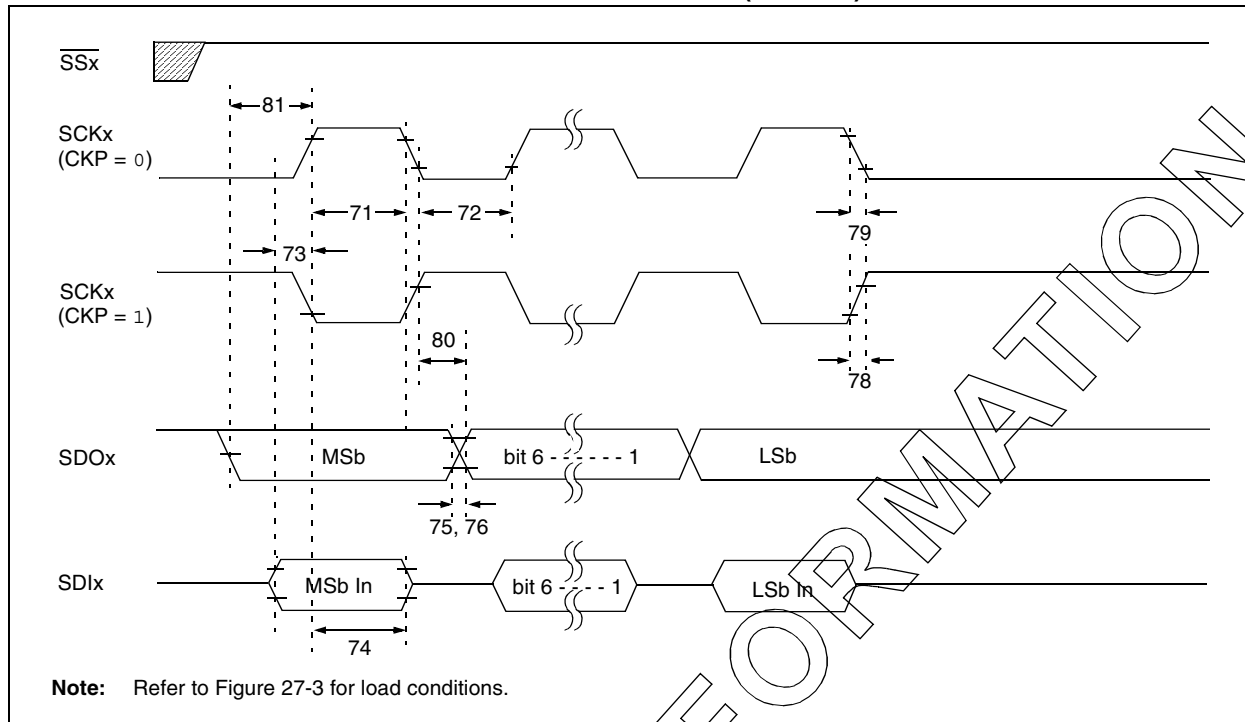 SSx
81
SCKx
(CKP = 0)
71
72
79
73
SCKx
(CKP = 1)
80
78
SDOx
MSb
bit 6 - - - - - - 1
LSb
75, 76
SDIx
MSb In
bit 6 - - - - 1
LSb In
74
Note: Refer to Figure 27-3 for load conditions.
FORMATION